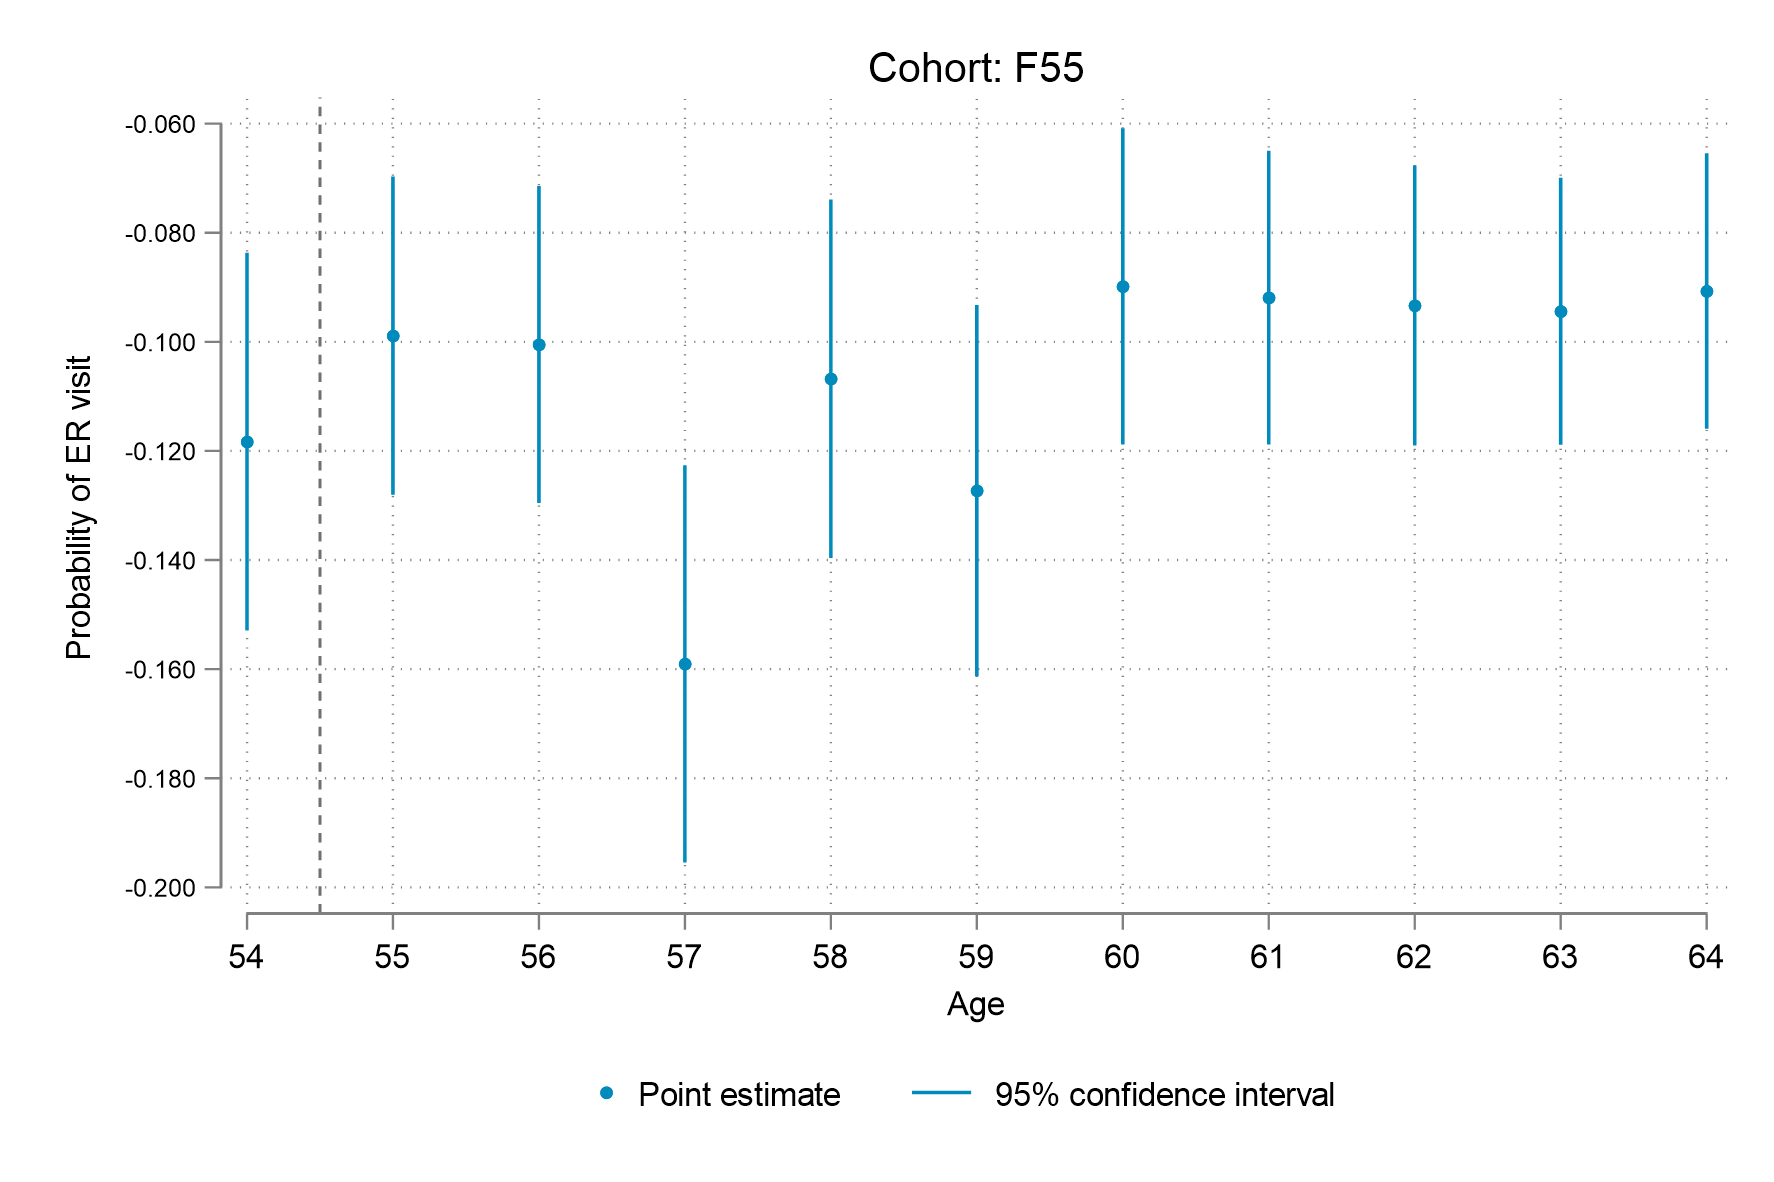 Cohort: F55
-0.060
-0.080
-0.100
-0.120
-0.140
-0.160
-0.180
-0.200
Probability of ER visit
54 55 56 57 58 59 60 61 62 63 64
Age
Point estimate 95% confidence interval